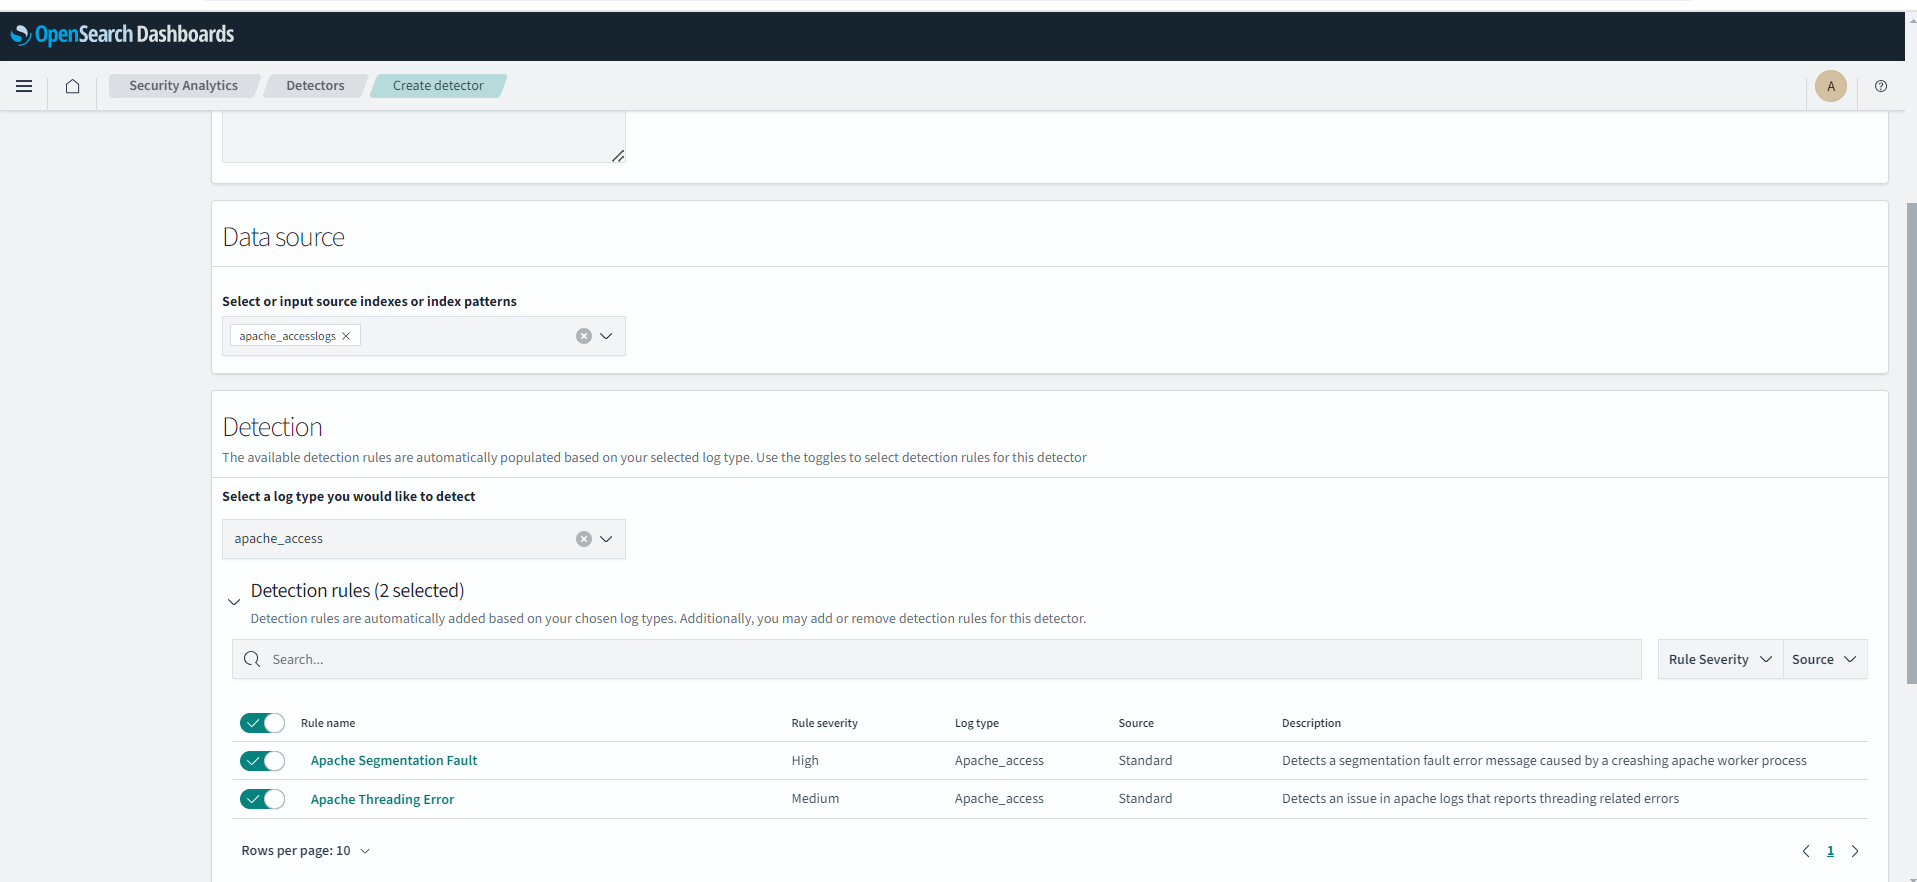 OpenSearch Dashboards
Security Analytics Detectors Create detector A
Data source
Select or input source indexes or index patterns
apache_accesslogs
Detection
The available detection rules are automatically populated based on your selected log type. Use the toggles to select detection rules for this detector
Select a log type you would like to detect
apache_access
Detection rules (2 selected)
Detection rules are automatically added based on your chosen log types. Additionally, you may add or remove detection rules for this detector.
Search... Rule Severity Source
Rule name Rule severity Log type Source Description
Apache Segmentation Fault High Apache_access Standard Detects a segmentation fault error message caused by a creashing apache worker process
Apache Threading Error Medium Apache_access Standard Detects an issue in apache logs that reports threading related errors
Rows per page: 10 1